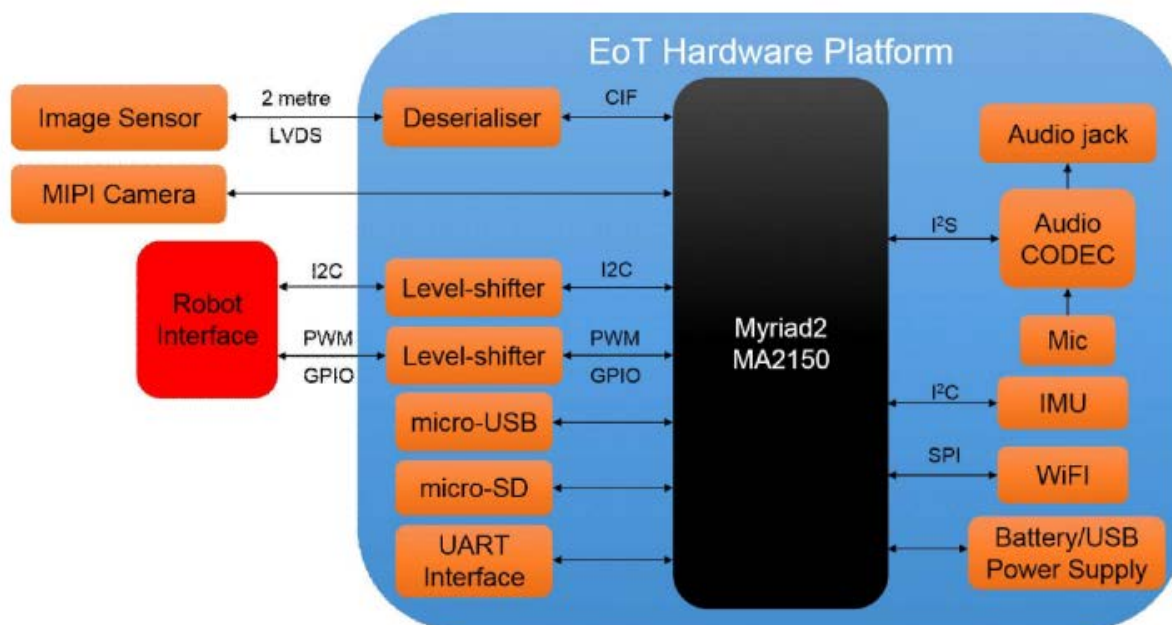 EoT Hardware Platform
Image Sensor
2 metre
LVDS
Deserialiser
CIF
MIPI Camera
Robot
Interface
I2C
Level-shifter
I2C
PWM
GPIO
Level-shifter
PWM
GPIO
micro-USB
micro-SD
UART
Interface
Myriad2
MA2150
Audio jack
I²S
Audio
CODEC
Mic
I²C
IMU
SPI
WiFI
Battery/USB
Power Supply